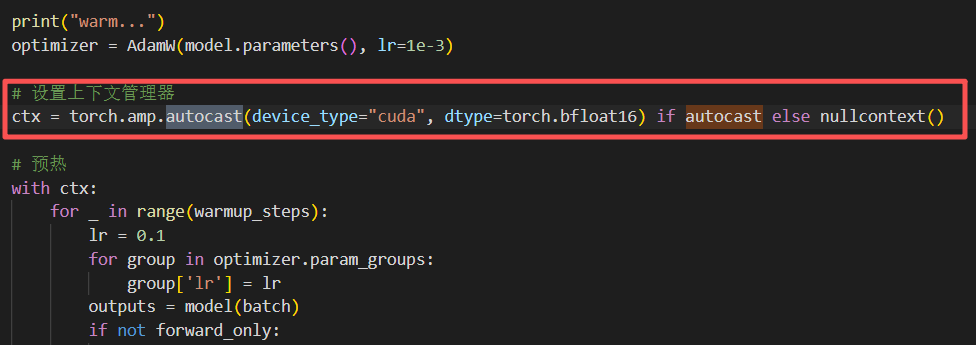 print("warm...")
optimizer = AdamW(model.parameters(), lr=1e-3)
# 设置上下文管理器
ctx = torch.amp.autocast(device_type="cuda", dtype=torch.bfloat16) if autocast else nullcontext()
# 预热
with ctx:
    for _ in range(warmup_steps):
        lr = 0.1
        for group in optimizer.param_groups:
            group['lr'] = lr
        outputs = model(batch)
        if not forward_only: